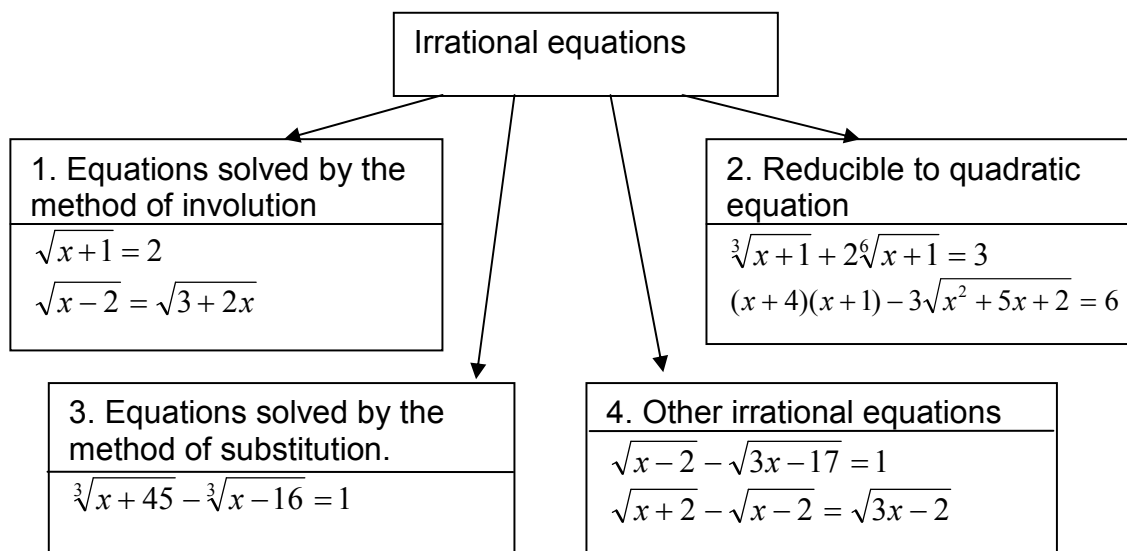 Irrational equations
1. Equations solved by the
method of involution
√(x+1) = 2
√(x−2) = √(3+2x)
2. Reducible to quadratic
equation
∛(x+1) + 2⁶√(x+1) = 3
(x+4)(x+1) − 3√(x²+5x+2) = 6
3. Equations solved by the
method of substitution.
∛(x+45) − ∛(x−16) = 1
4. Other irrational equations
√(x−2) − √(3x−17) = 1
√(x+2) − √(x−2) = √(3x−2)